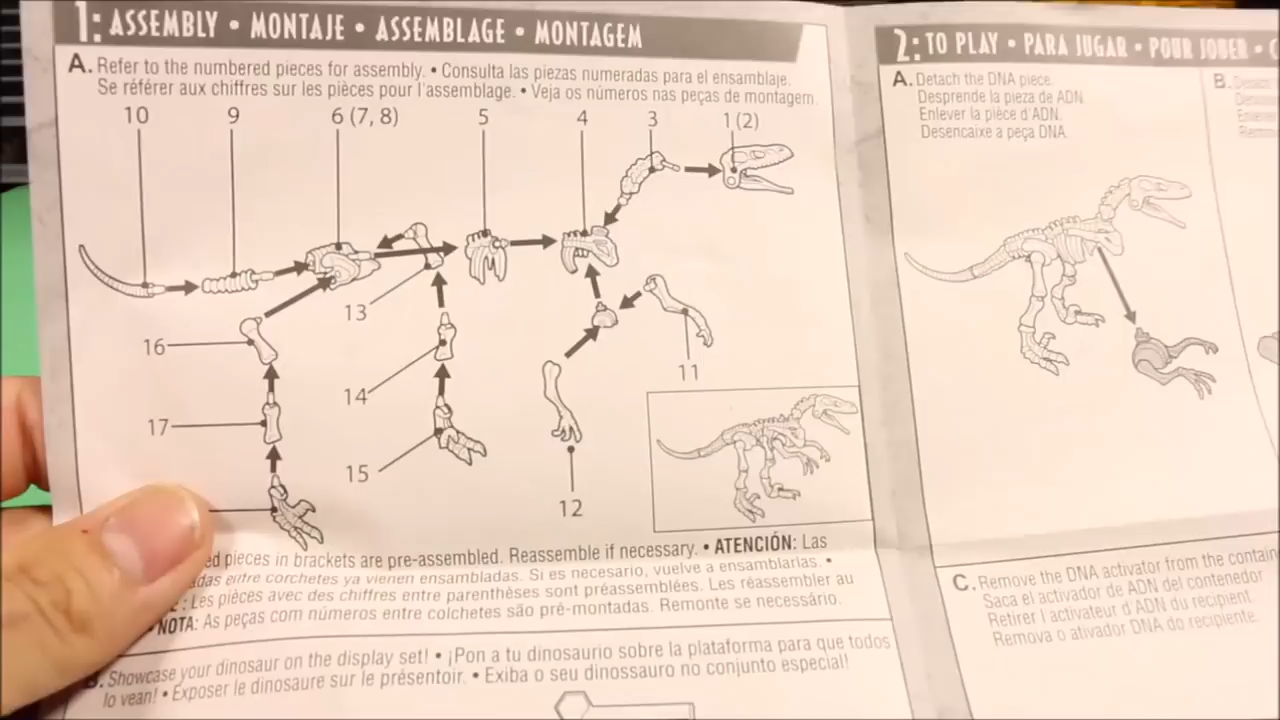 1: ASSEMBLY • MONTAJE • ASSEMBLAGE • MONTAGEM
A. Refer to the numbered pieces for assembly. • Consulta las piezas numeradas para el ensamblaje.
Se référer aux chiffres sur les pièces pour l'assemblage. • Veja os números nas peças de montagem.
10 9 6 (7, 8) 5 4 3 1 (2)
13
16
11
14
17
15
12
ed pieces in brackets are pre-assembled. Reassemble if necessary. • ATENCIÓN: Las
adas entre corchetes ya vienen ensambladas. Si es necesario, vuelve a ensamblarlas. •
: Les pièces avec des chiffres entre parenthèses sont préassemblées. Les réassembler au
• NOTA: As peças com números entre colchetes são pré-montadas. Remonte se necessário.
B. Showcase your dinosaur on the display set! • ¡Pon a tu dinosaurio sobre la plataforma para que todos
lo vean! • Exposer le dinosaure sur le présentoir. • Exiba o seu dinossauro no conjunto especial!
2: TO PLAY • PARA JUGAR • POUR JOUER •
A. Detach the DNA piece.
Desprende la pieza de ADN.
Enlever la pièce d'ADN.
Desencaixe a peça DNA.
B.
C. Remove the DNA activator from the contain
Saca el activador de ADN del contenedor
Retirer l activateur d ADN du récipient.
Remova o ativador DNA do recipiente.